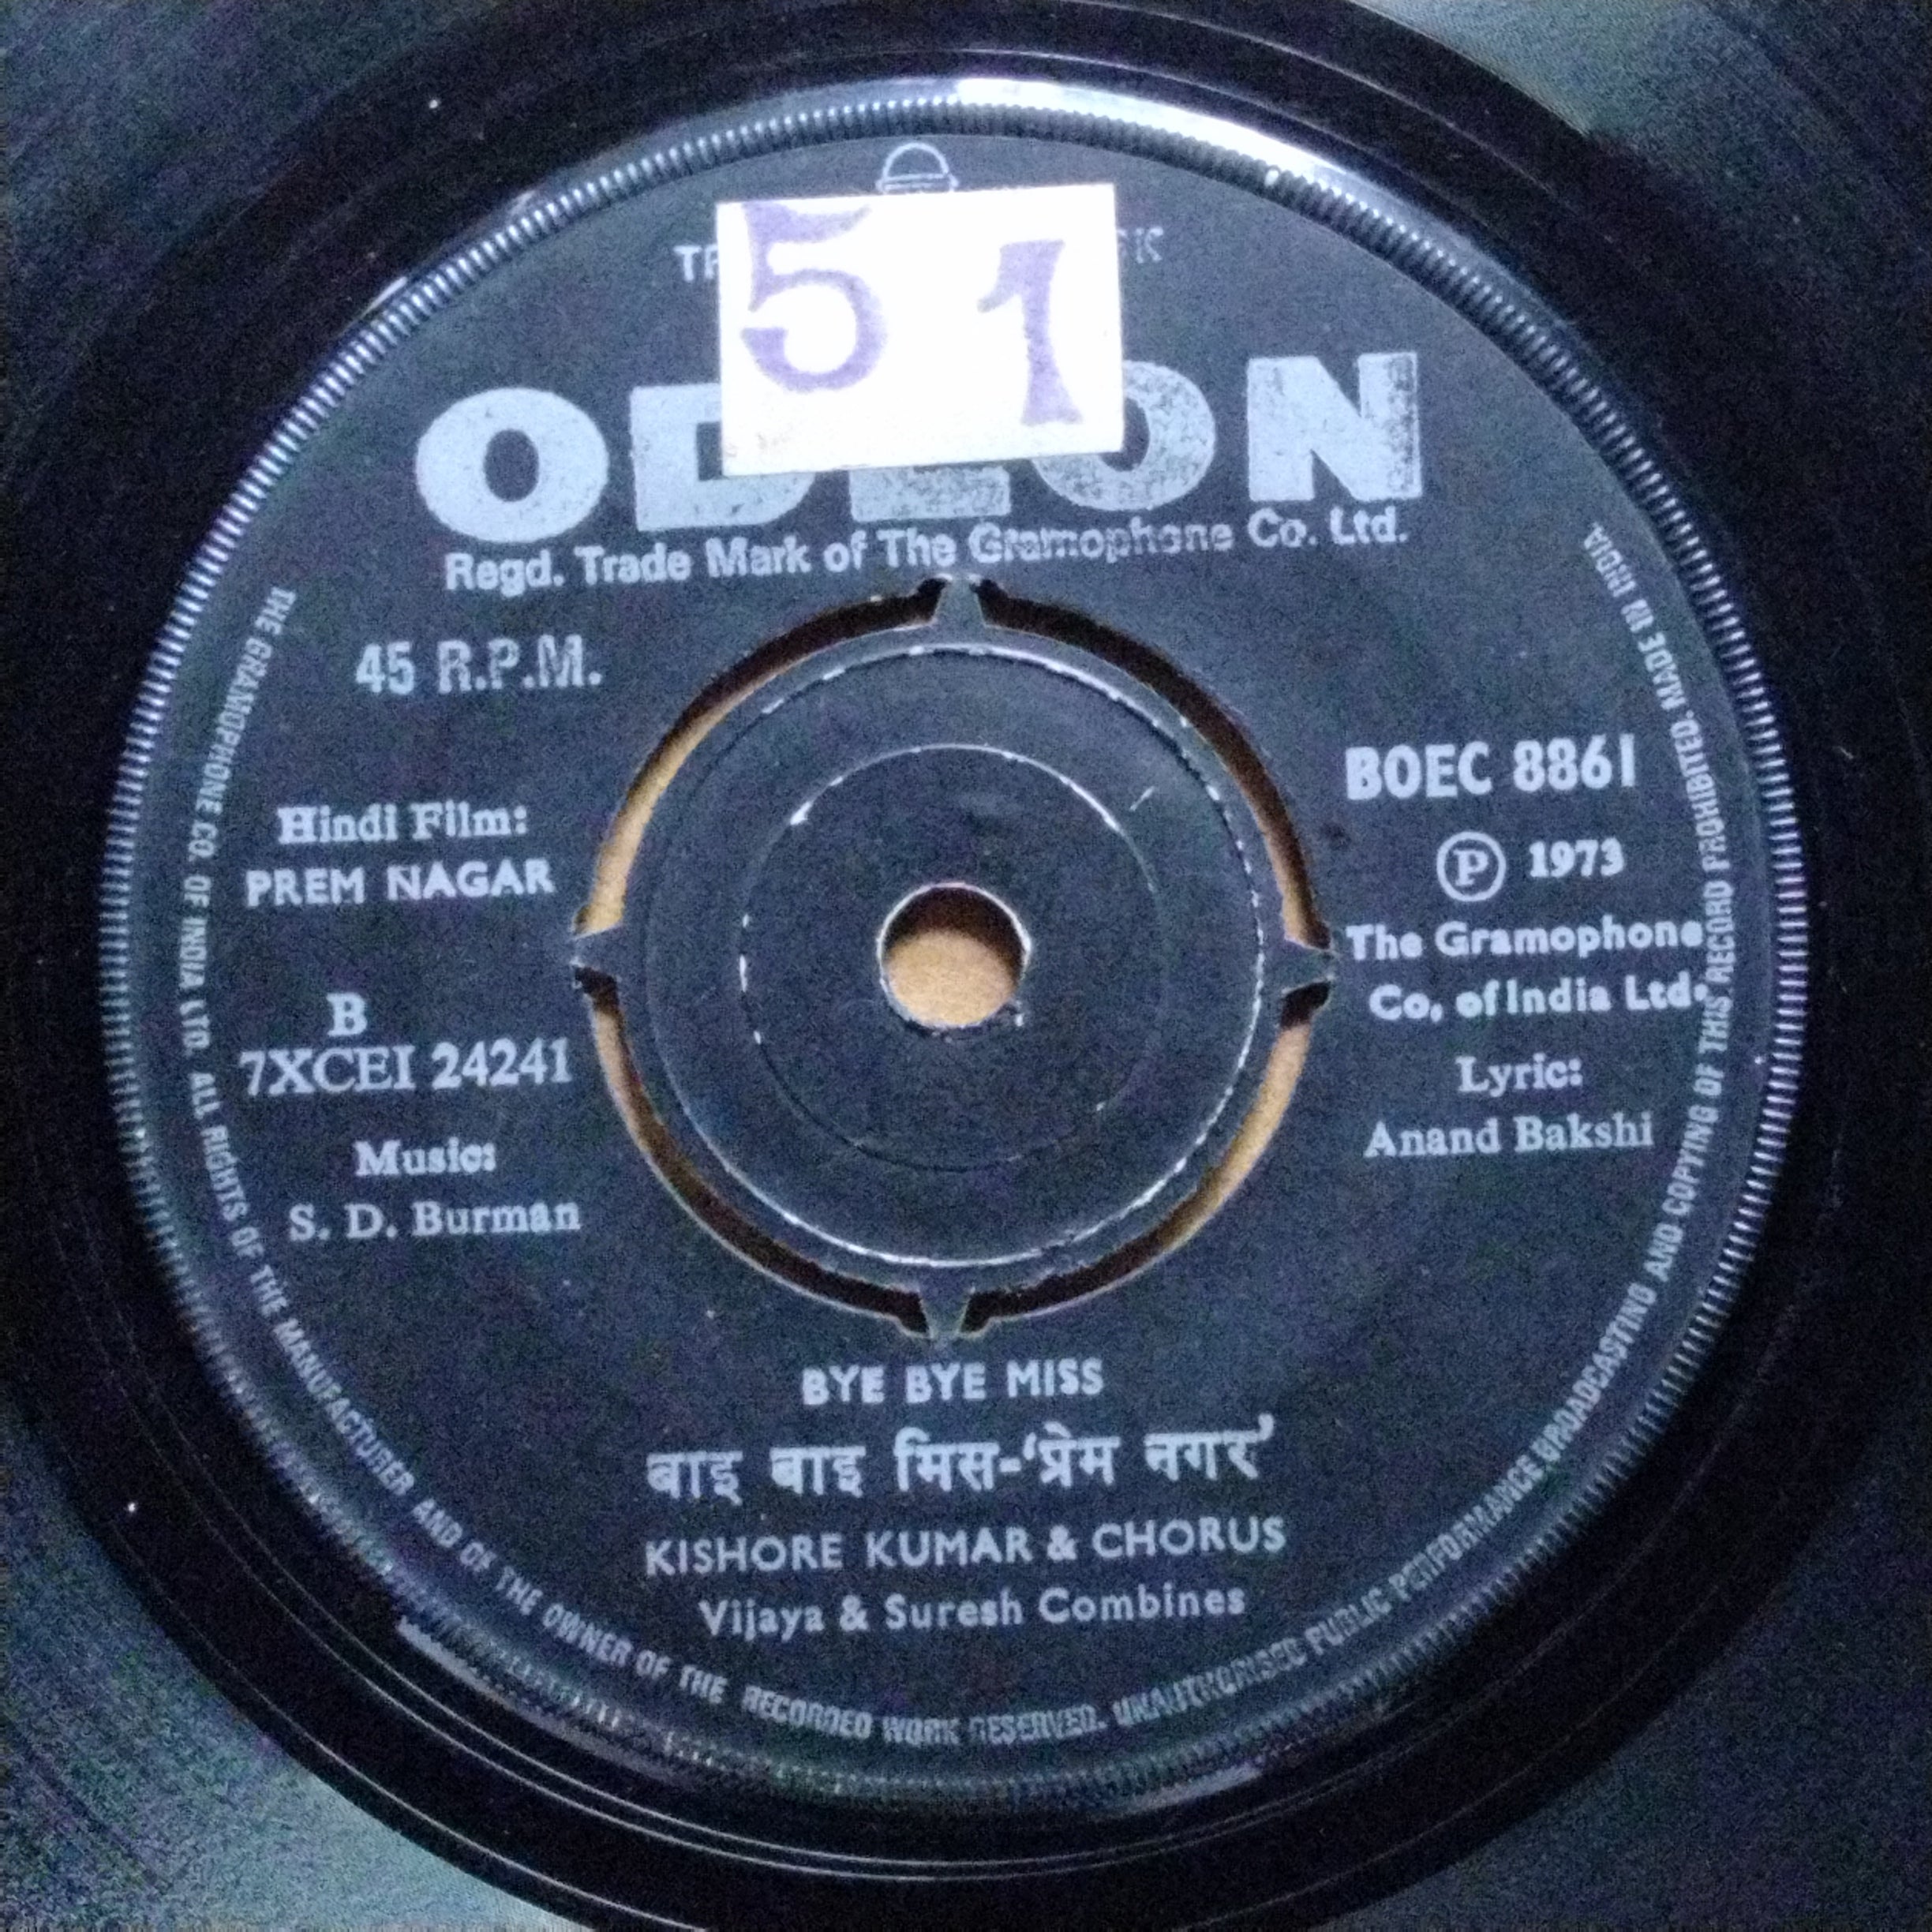 51
ODEON
Regd. Trade Mark of The Gramophone Co. Ltd.
45 R.P.M.
Hindi Film:
PREM NAGAR
B
7XCEI 24241
Music:
S. D. Burman
BOEC 8861
Ⓟ 1973
The Gramophone
Co. of India Ltd.
Lyric:
Anand Bakshi
BYE BYE MISS
बाइ बाइ मिस-‘प्रेम नगर’
KISHORE KUMAR & CHORUS
Vijaya & Suresh Combines
THE GRAMOPHONE CO. OF INDIA LTD. ALL RIGHTS OF THE MANUFACTURER AND OF THE OWNER OF THE RECORDED WORK RESERVED. UNAUTHORISED PUBLIC PERFORMANCE BROADCASTING AND COPYING OF THIS RECORD PROHIBITED. MADE IN INDIA.